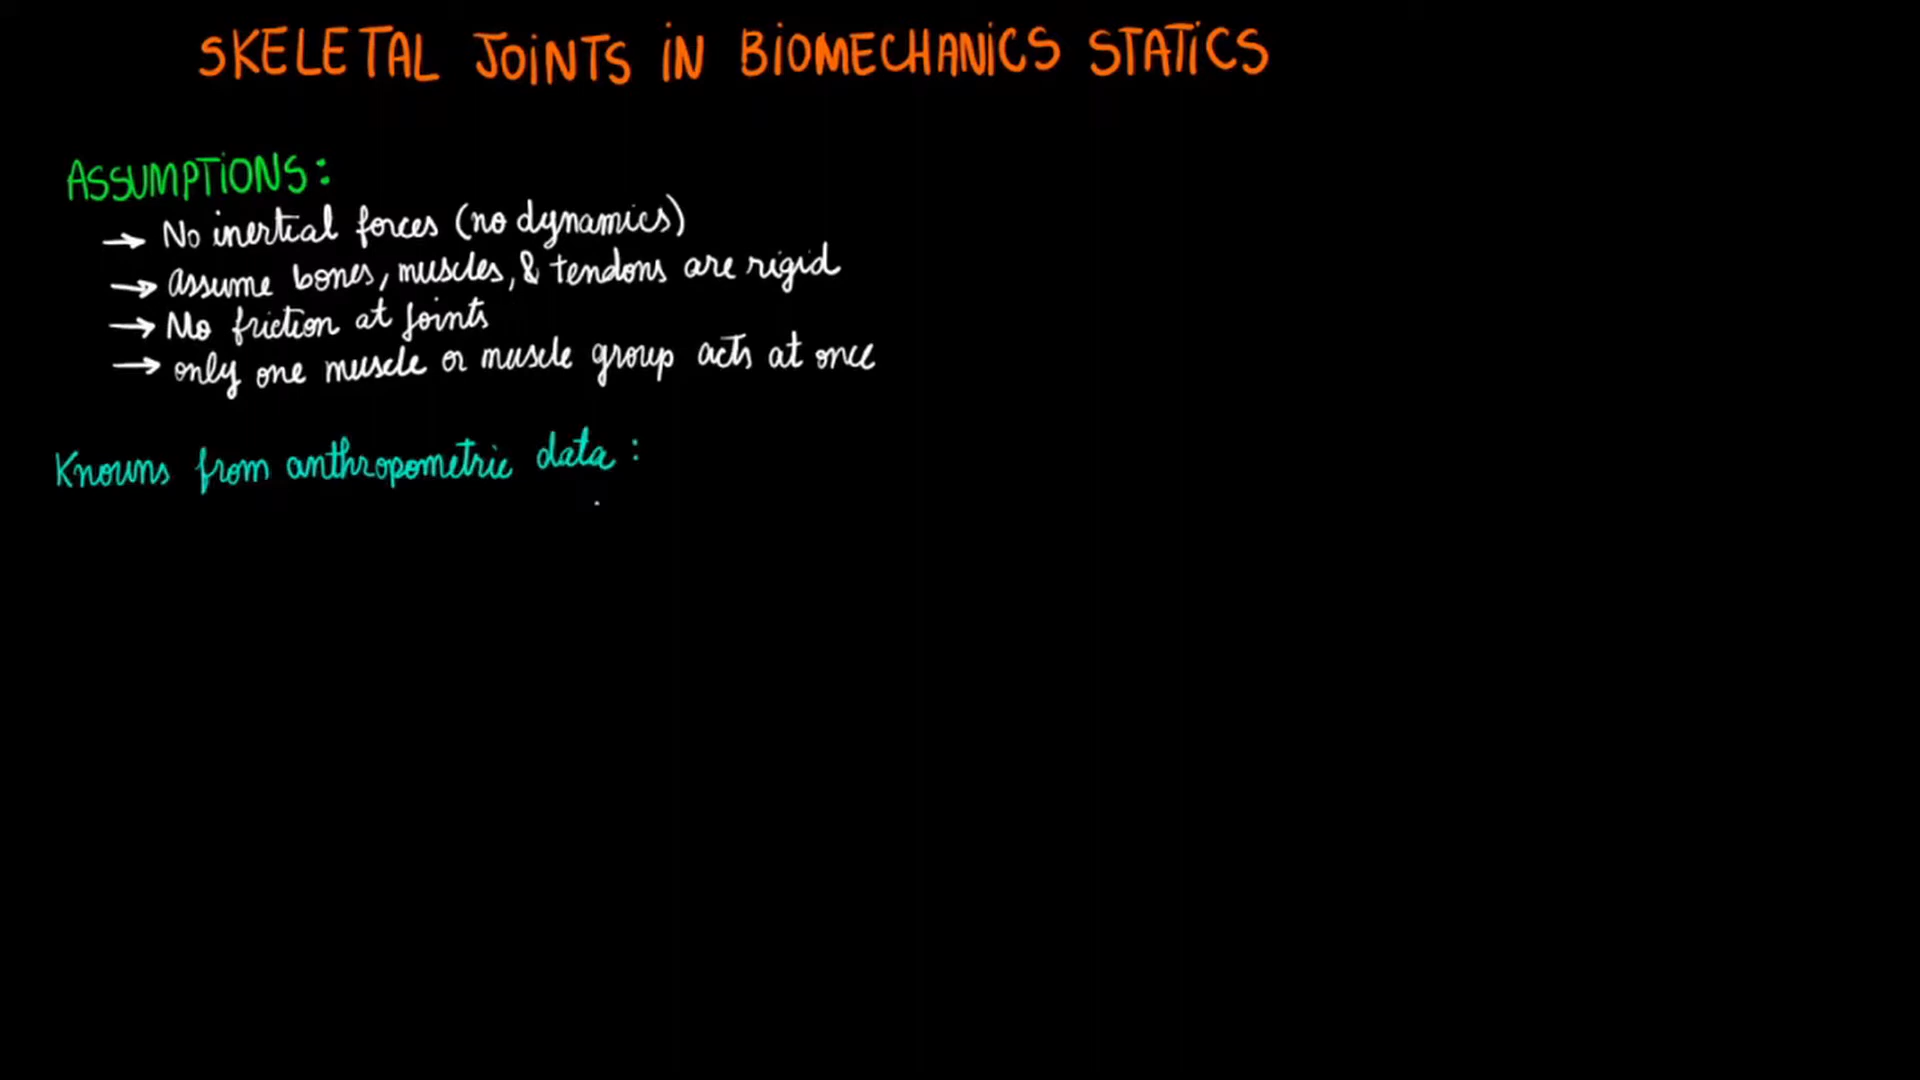 SKELETAL JOINTS IN BIOMECHANICS STATICS
ASSUMPTIONS:
→ No inertial forces (no dynamics)
→ assume bones, muscles, & tendons are rigid
→ No friction at joints
→ only one muscle or muscle group acts at once
Knowns from anthropometric data: